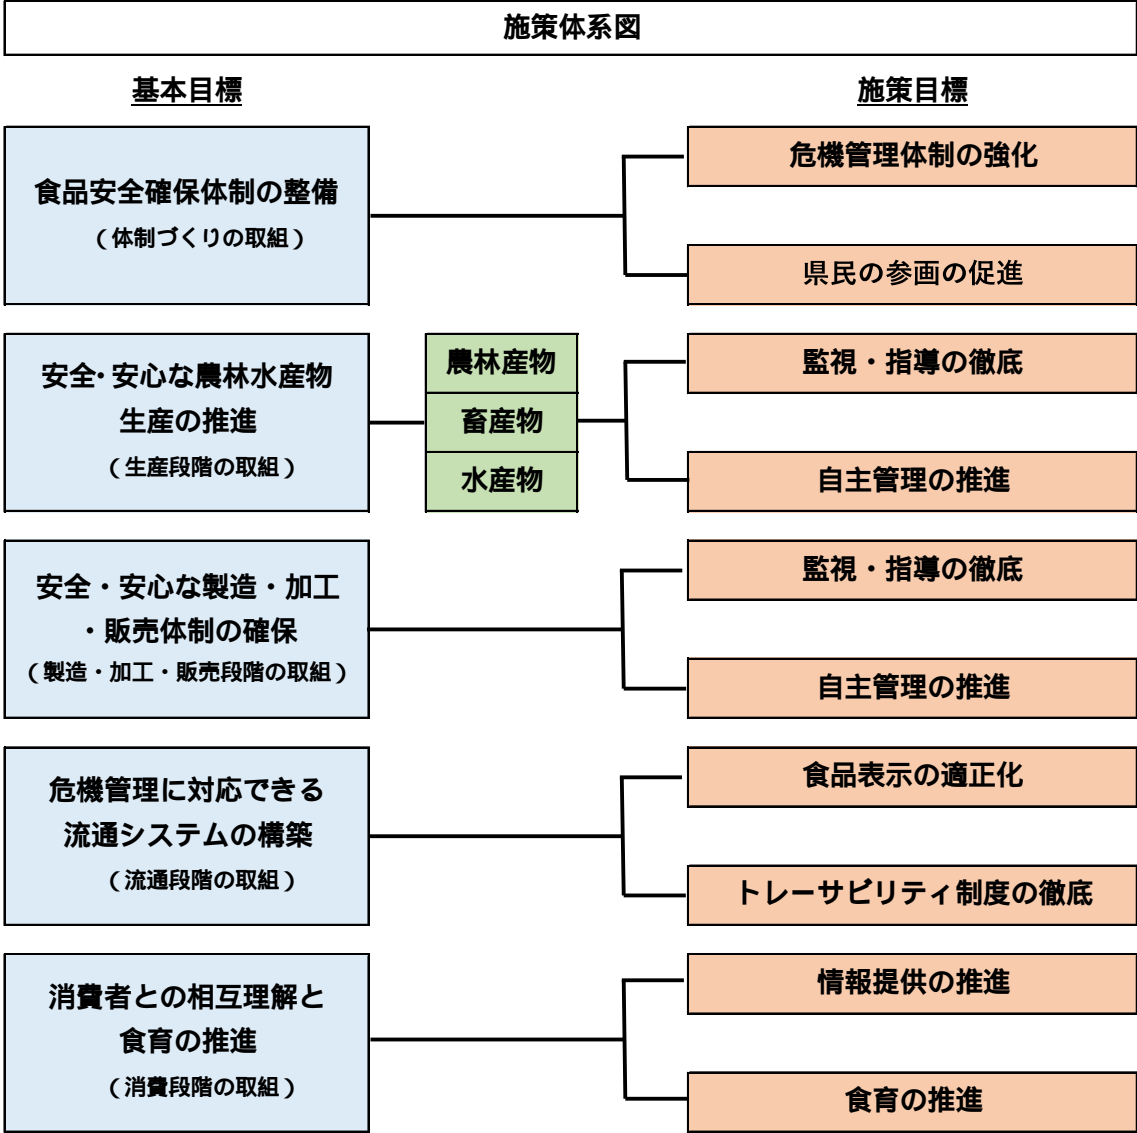 施策体系図
基本目標
施策目標
食品安全確保体制の整備
(体制づくりの取組)
危機管理体制の強化
県民の参画の促進
安全・安心な農林水産物
生産の推進
(生産段階の取組)
農林産物
畜産物
水産物
監視・指導の徹底
自主管理の推進
安全・安心な製造・加工
・販売体制の確保
(製造・加工・販売段階の取組)
監視・指導の徹底
自主管理の推進
危機管理に対応できる
流通システムの構築
(流通段階の取組)
食品表示の適正化
トレーサビリティ制度の徹底
消費者との相互理解と
食育の推進
(消費段階の取組)
情報提供の推進
食育の推進